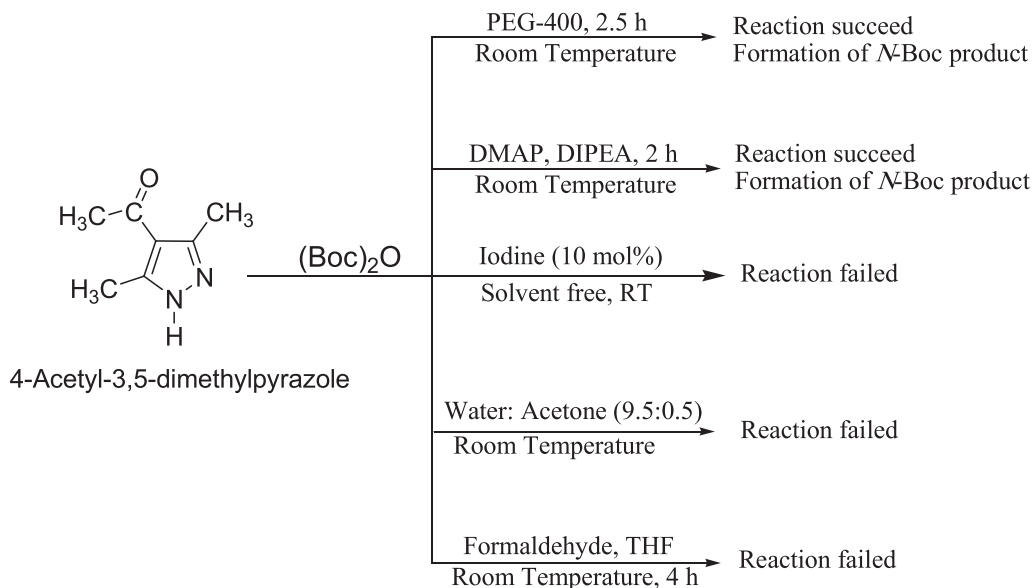 PEG-400, 2.5 h
Room Temperature
Reaction succeed
Formation of N-Boc product
DMAP, DIPEA, 2 h
Room Temperature
Reaction succeed
Formation of N-Boc product
O
H₃C
C
CH₃
H₃C
N
N
H
(Boc)₂O
Iodine (10 mol%)
Solvent free, RT
Reaction failed
4-Acetyl-3,5-dimethylpyrazole
Water: Acetone (9.5:0.5)
Room Temperature
Reaction failed
Formaldehyde, THF
Room Temperature, 4 h
Reaction failed